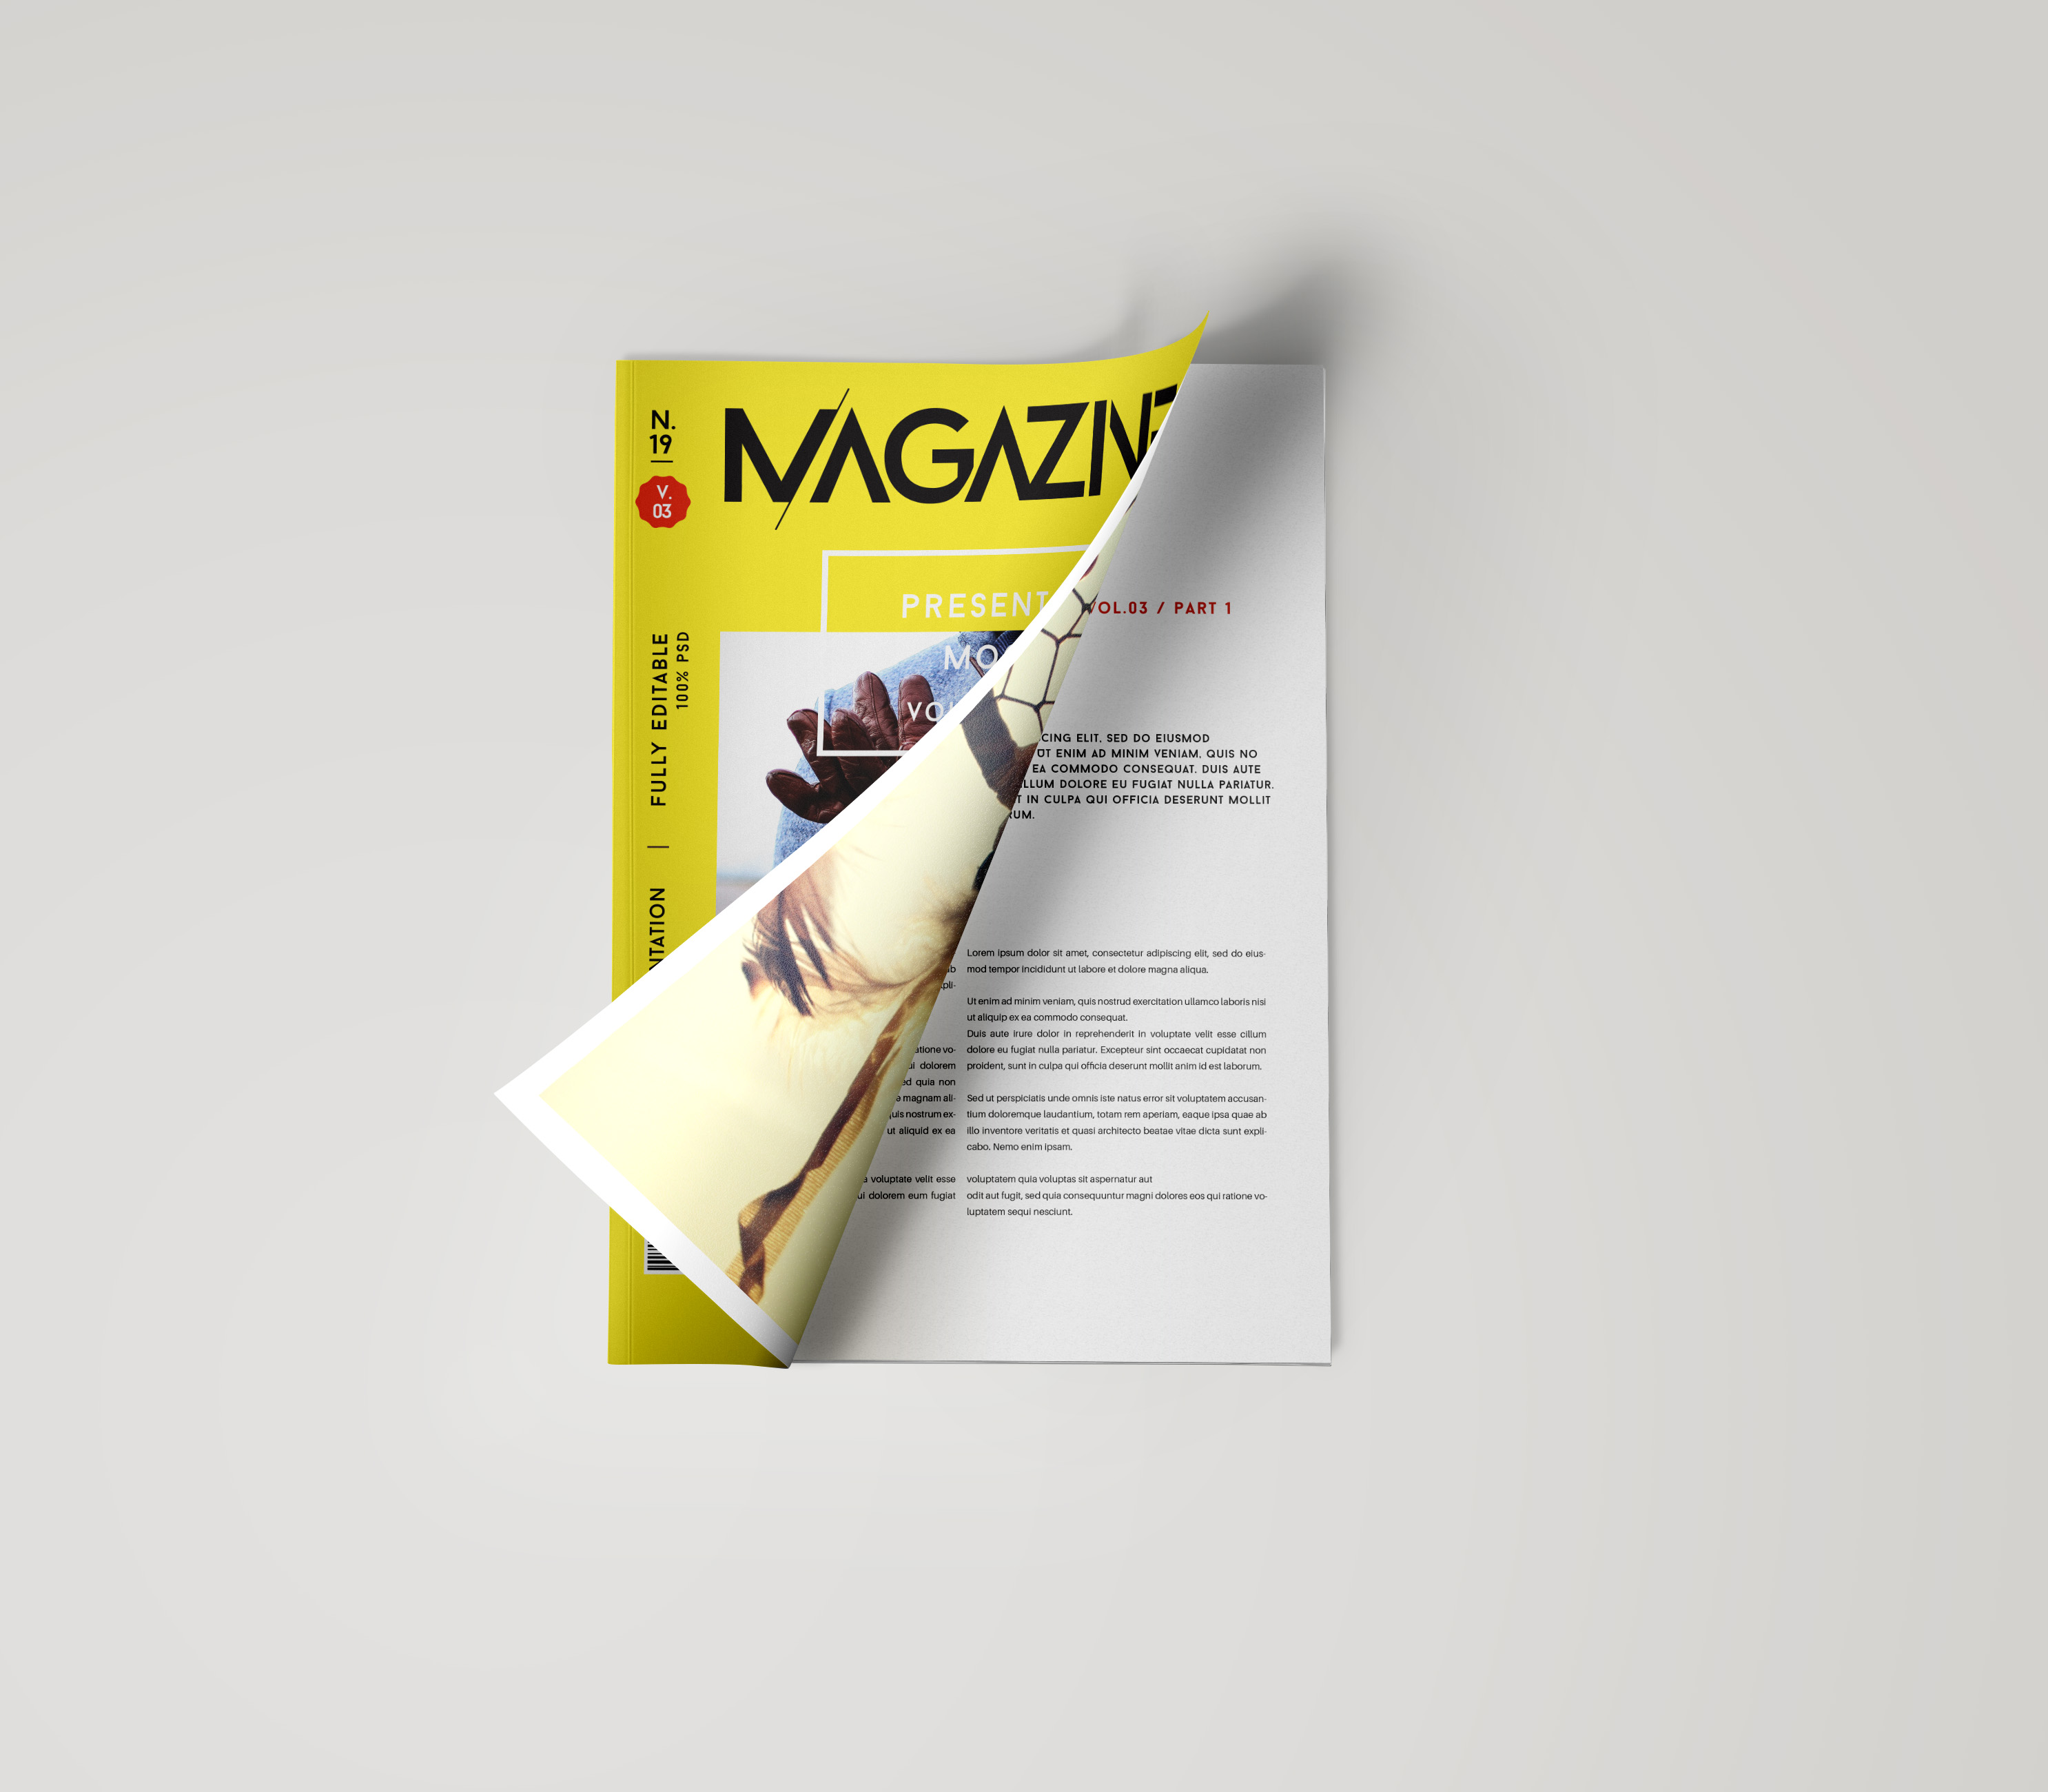 N.
19
V.
03
MAGAZINE
PRESENT
FULLY EDITABLE
100% PSD
VOL.03 / PART 1
CING ELIT, SED DO EIUSMOD
UT ENIM AD MINIM VENIAM, QUIS NO
EA COMMODO CONSEQUAT. DUIS AUTE
LLUM DOLORE EU FUGIAT NULLA PARIATUR.
T IN CULPA QUI OFFICIA DESERUNT MOLLIT
RUM.
ab
xpli-
ratione vo-
ui dolorem
ed quia non
magnam ali-
quis nostrum ex-
ut aliquid ex ea
voluptate velit esse
ui dolorem eum fugiat
Lorem ipsum dolor sit amet, consectetur adipiscing elit, sed do eius-
mod tempor incididunt ut labore et dolore magna aliqua.
Ut enim ad minim veniam, quis nostrud exercitation ullamco laboris nisi
ut aliquip ex ea commodo consequat.
Duis aute irure dolor in reprehenderit in voluptate velit esse cillum
dolore eu fugiat nulla pariatur. Excepteur sint occaecat cupidatat non
proident, sunt in culpa qui officia deserunt mollit anim id est laborum.
Sed ut perspiciatis unde omnis iste natus error sit voluptatem accusan-
tium doloremque laudantium, totam rem aperiam, eaque ipsa quae ab
illo inventore veritatis et quasi architecto beatae vitae dicta sunt expli-
cabo. Nemo enim ipsam.
voluptatem quia voluptas sit aspernatur aut
odit aut fugit, sed quia consequuntur magni dolores eos qui ratione vo-
luptatem sequi nesciunt.